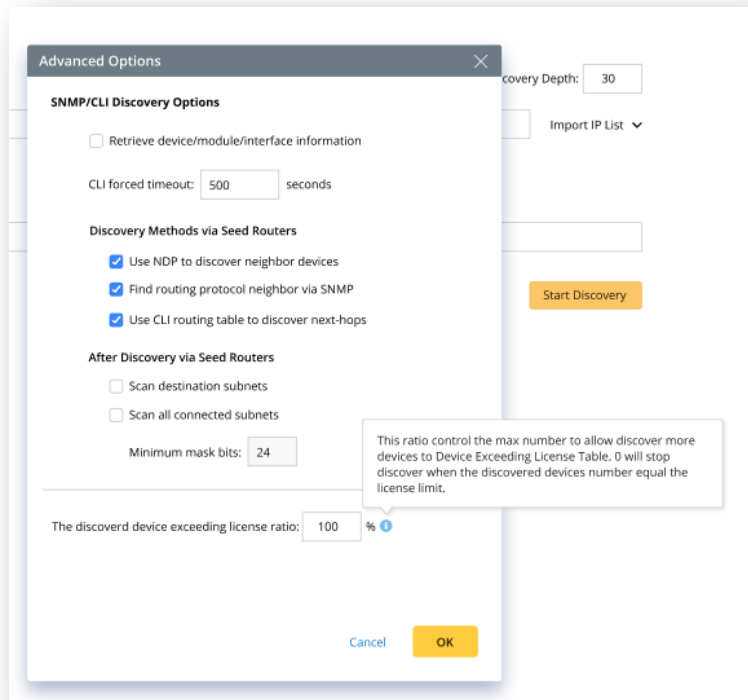 Advanced Options
covery Depth: 30
SNMP/CLI Discovery Options
Import IP List
Retrieve device/module/interface information
CLI forced timeout: 500 seconds
Discovery Methods via Seed Routers
Use NDP to discover neighbor devices
Find routing protocol neighbor via SNMP
Start Discovery
Use CLI routing table to discover next-hops
After Discovery via Seed Routers
Scan destination subnets
Scan all connected subnets
Minimum mask bits: 24
This ratio control the max number to allow discover more
devices to Device Exceeding License Table. 0 will stop
discover when the discovered devices number equal the
license limit.
The discoverd device exceeding license ratio: 100 %
Cancel
OK